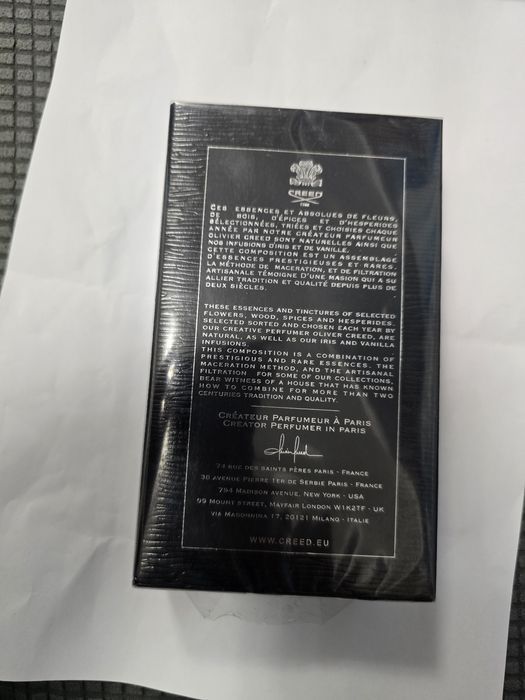 CREED
1760
CES ESSENCES ET ABSOLUES DE FLEURS,
DE BOIS, D'ÉPICES ET D'HESPERIDES
SÉLECTIONNÉES, TRIÉES ET CHOISIES CHAQUE
ANNÉE PAR NOTRE CRÉATEUR PARFUMEUR
OLIVIER CREED SONT NATURELLES AINSI QUE
NOS INFUSIONS D'IRIS ET DE VANILLE.
CETTE COMPOSITION EST UN ASSEMBLAGE
D'ESSENCES PRESTIGIEUSES ET RARES.
LA MÉTHODE DE MACERATION, ET DE FILTRATION
ARTISANALE TÉMOIGNE D'UNE MASION QUI A SU
ALLIER TRADITION ET QUALITÉ DEPUIS PLUS DE
DEUX SIÈCLES.
THESE ESSENCES AND TINCTURES OF SELECTED
FLOWERS, WOOD, SPICES AND HESPERIDES.
SELECTED SORTED AND CHOSEN EACH YEAR BY
OUR CREATIVE PERFUMER OLIVER CREED, ARE
NATURAL, AS WELL AS OUR IRIS AND VANILLA
INFUSIONS.
THIS COMPOSITION IS A COMBINATION OF
PRESTIGIOUS AND RARE ESSENCES. THE
MACERATION METHOD, AND THE ARTISANAL
FILTRATION FOR SOME OF OUR COLLECTIONS,
BEAR WITNESS OF A HOUSE THAT HAS KNOWN
HOW TO COMBINE FOR MORE THAN TWO
CENTURIES TRADITION AND QUALITY.
CRÉATEUR PARFUMEUR À PARIS
CREATOR PERFUMER IN PARIS
74 RUE DES SAINTS PÈRES PARIS - FRANCE
38 AVENUE PIERRE 1ER DE SERBIE PARIS - FRANCE
794 MADISON AVENUE, NEW YORK - USA
99 MOUNT STREET, MAYFAIR LONDON W1K2TF - UK
VIA MADONNINA 17, 20121 MILANO - ITALIE
WWW.CREED.EU